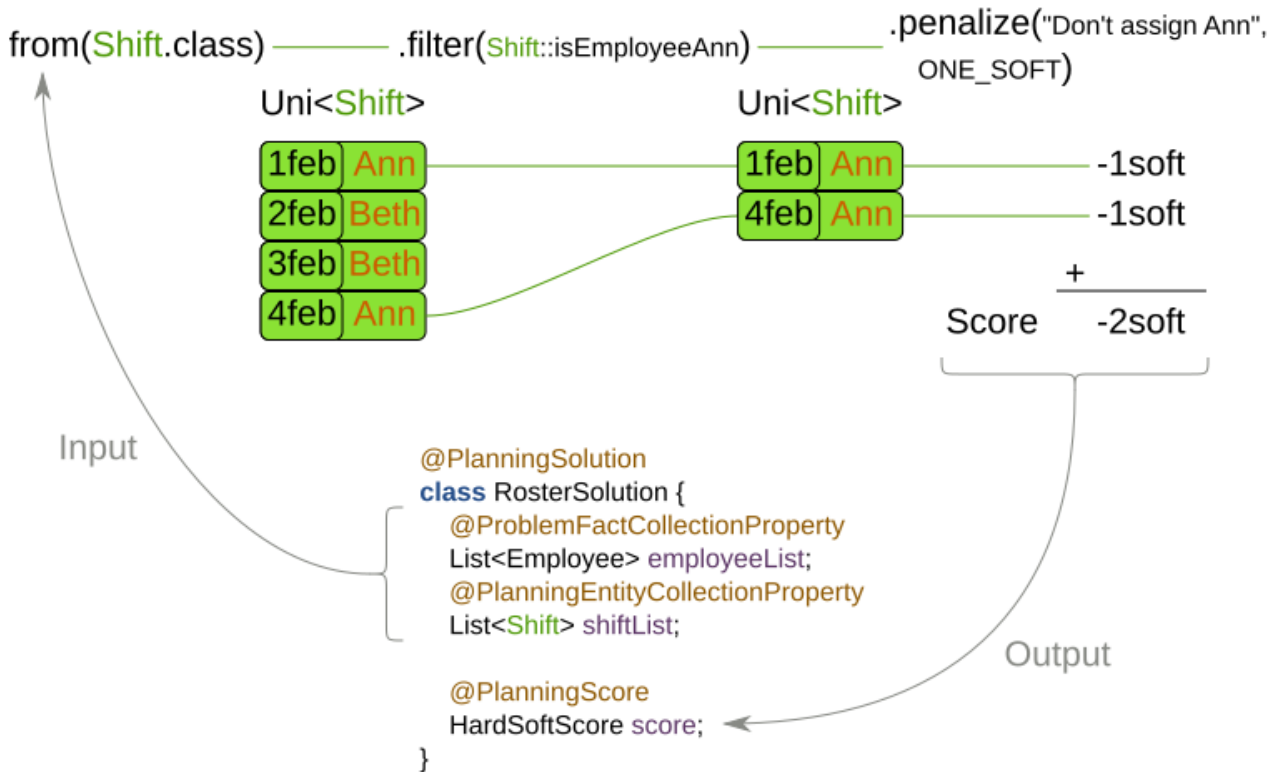 from(Shift.class)
.filter(Shift::isEmployeeAnn)
.penalize("Don't assign Ann",
ONE_SOFT)
Uni<Shift>
Uni<Shift>
1feb Ann
2feb Beth
3feb Beth
4feb Ann
1feb Ann
4feb Ann
-1soft
-1soft
+
Score -2soft
Input
@PlanningSolution
class RosterSolution {
@ProblemFactCollectionProperty
List<Employee> employeeList;
@PlanningEntityCollectionProperty
List<Shift> shiftList;
@PlanningScore
HardSoftScore score;
}
Output